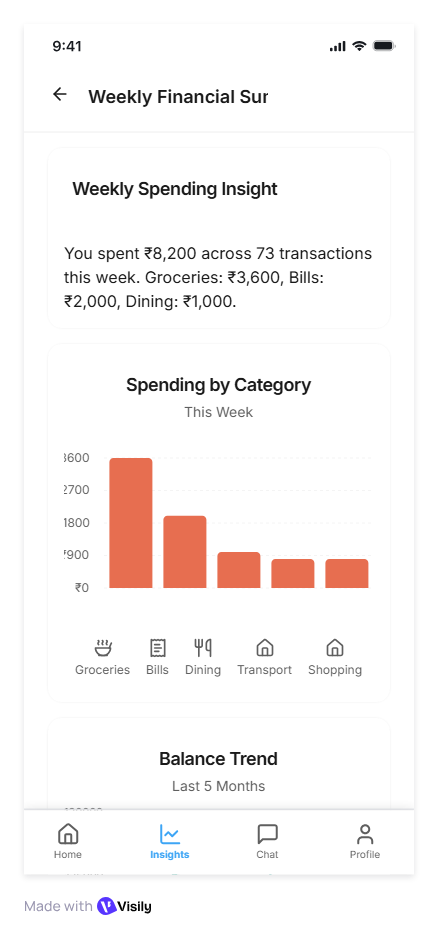 9:41
Weekly Financial Sur
Weekly Spending Insight
You spent ₹8,200 across 73 transactions
this week. Groceries: ₹3,600, Bills:
₹2,000, Dining: ₹1,000.
Spending by Category
This Week
3600
2700
1800
₹900
₹0
Groceries Bills Dining Transport Shopping
Balance Trend
Last 5 Months
Home Insights Chat Profile
Made with Visily